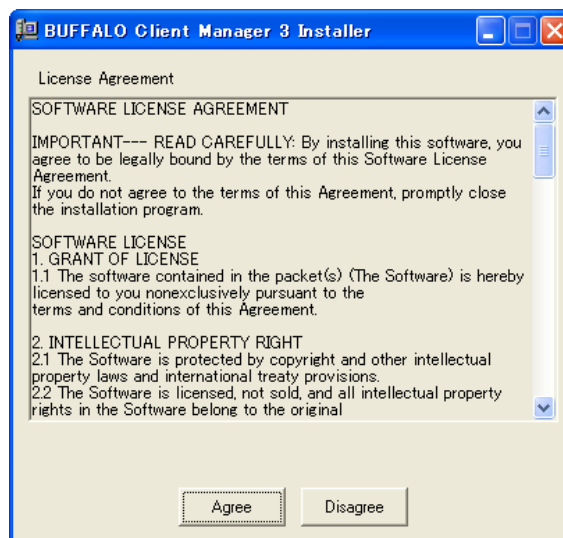 BUFFALO Client Manager 3 Installer
License Agreement
SOFTWARE LICENSE AGREEMENT
IMPORTANT--- READ CAREFULLY: By installing this software, you
agree to be legally bound by the terms of this Software License
Agreement.
If you do not agree to the terms of this Agreement, promptly close
the installation program.
SOFTWARE LICENSE
1. GRANT OF LICENSE
1.1 The software contained in the packet(s) (The Software) is hereby
licensed to you nonexclusively pursuant to the
terms and conditions of this Agreement.
2. INTELLECTUAL PROPERTY RIGHT
2.1 The Software is protected by copyright and other intellectual
property laws and international treaty provisions.
2.2 The Software is licensed, not sold, and all intellectual property
rights in the Software belong to the original
Agree
Disagree